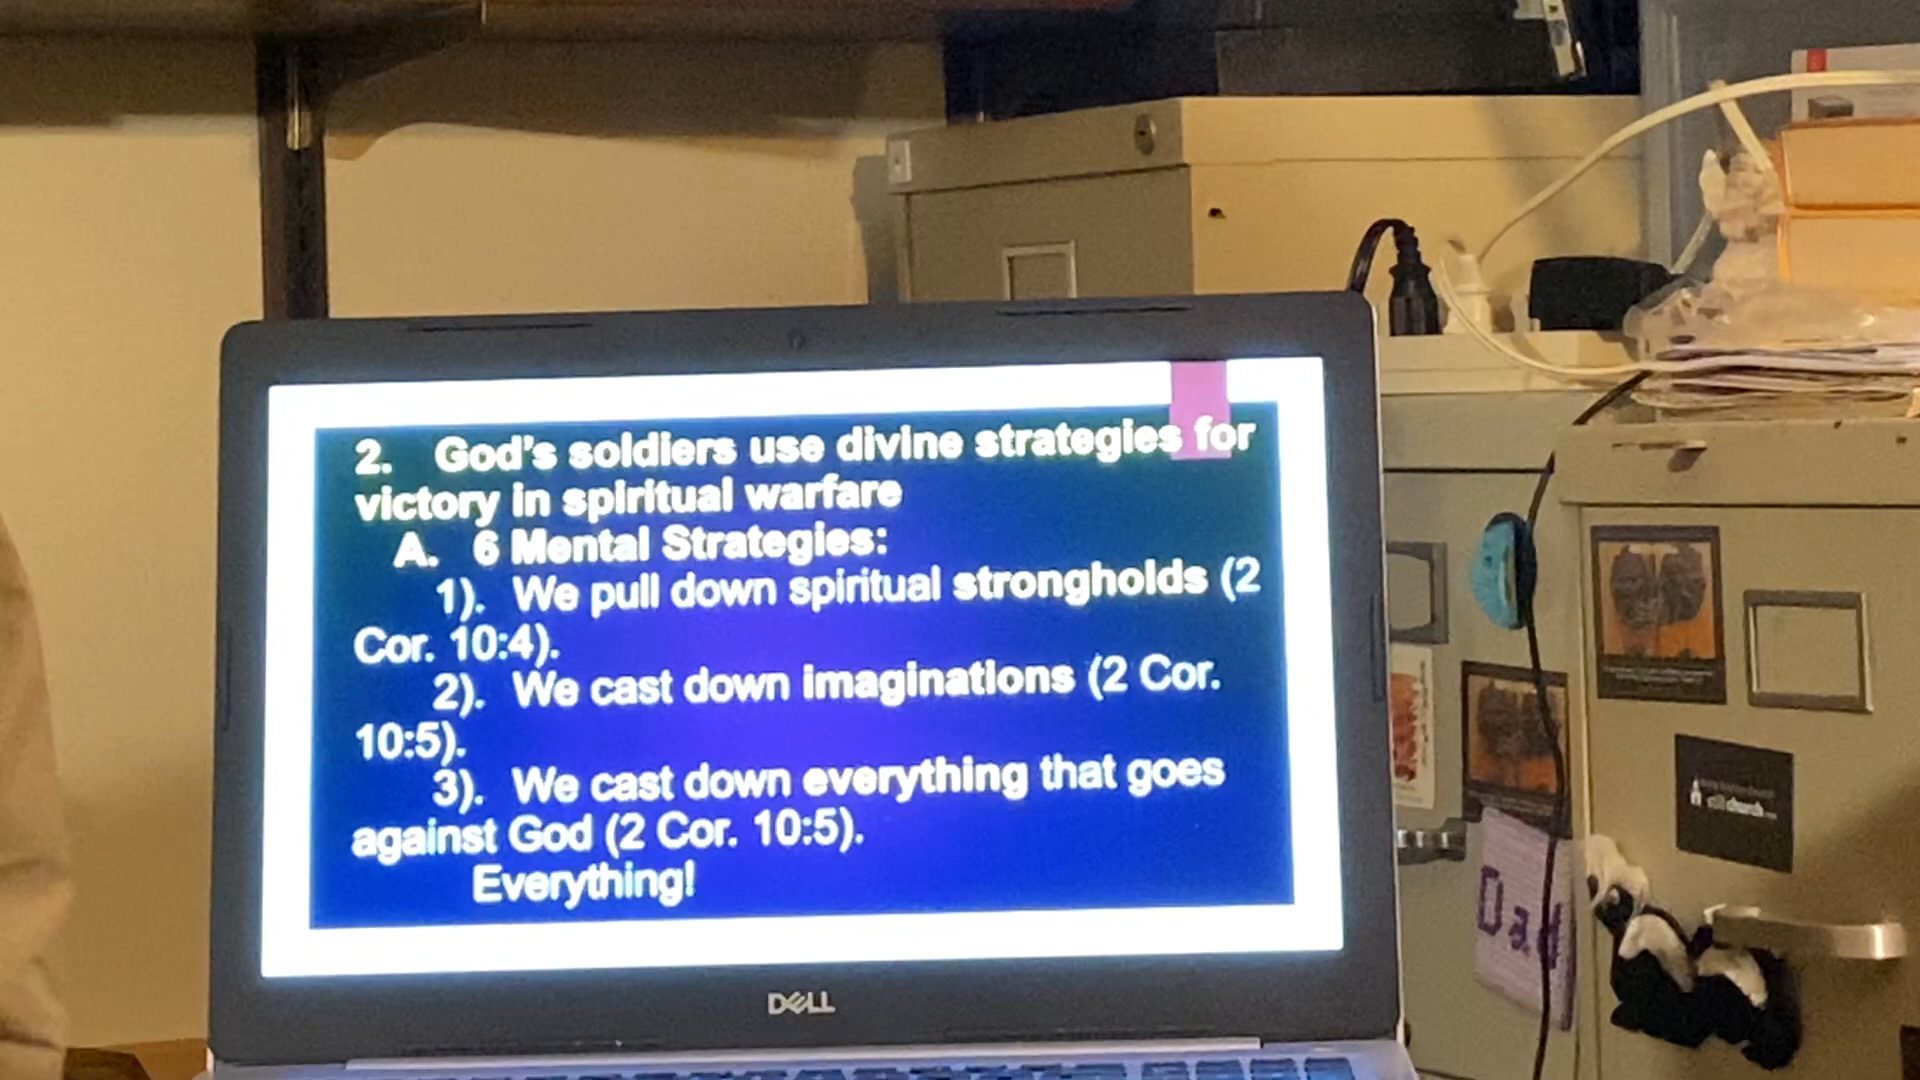 2. God's soldiers use divine strategies for
victory in spiritual warfare
A. 6 Mental Strategies:
1). We pull down spiritual strongholds (2
Cor. 10:4).
2). We cast down imaginations (2 Cor.
10:5).
3). We cast down everything that goes
against God (2 Cor. 10:5).
Everything!
DELL
Dad